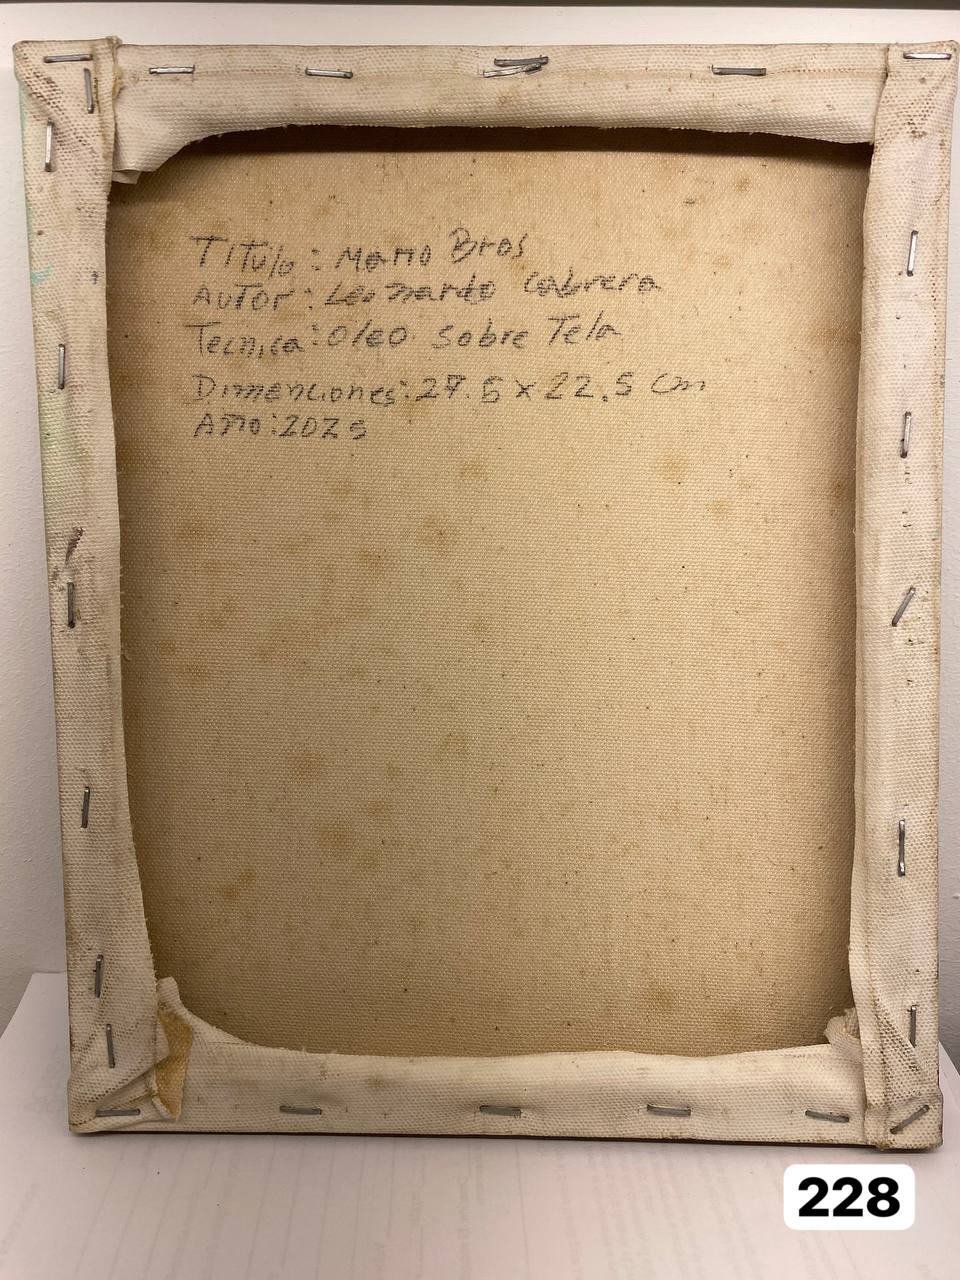 Titulo: Mario Bros
Autor: Leonardo Cabrera
Tecnica: Oleo sobre Tela
Dimenciones: 27.5 x 22.5 cm
Año: 2025
228